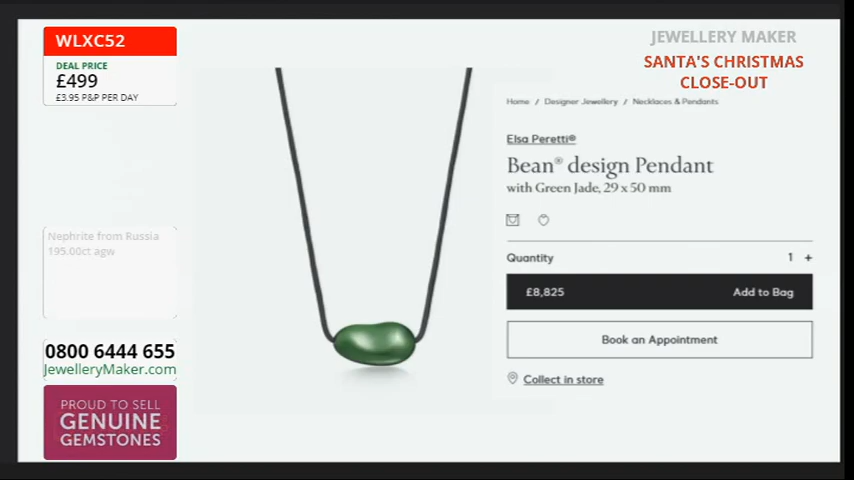 WLXC52
DEAL PRICE
£499
£3.95 P&P PER DAY
Nephrite from Russia
195.00ct agw
0800 6444 655
JewelleryMaker.com
PROUD TO SELL
GENUINE
GEMSTONES
JEWELLERY MAKER
SANTA'S CHRISTMAS
CLOSE-OUT
Home / Designer Jewellery / Necklaces & Pendants
Elsa Peretti®
Bean® design Pendant
with Green Jade, 29 x 50 mm
Quantity 1 +
£8,825 Add to Bag
Book an Appointment
Collect in store